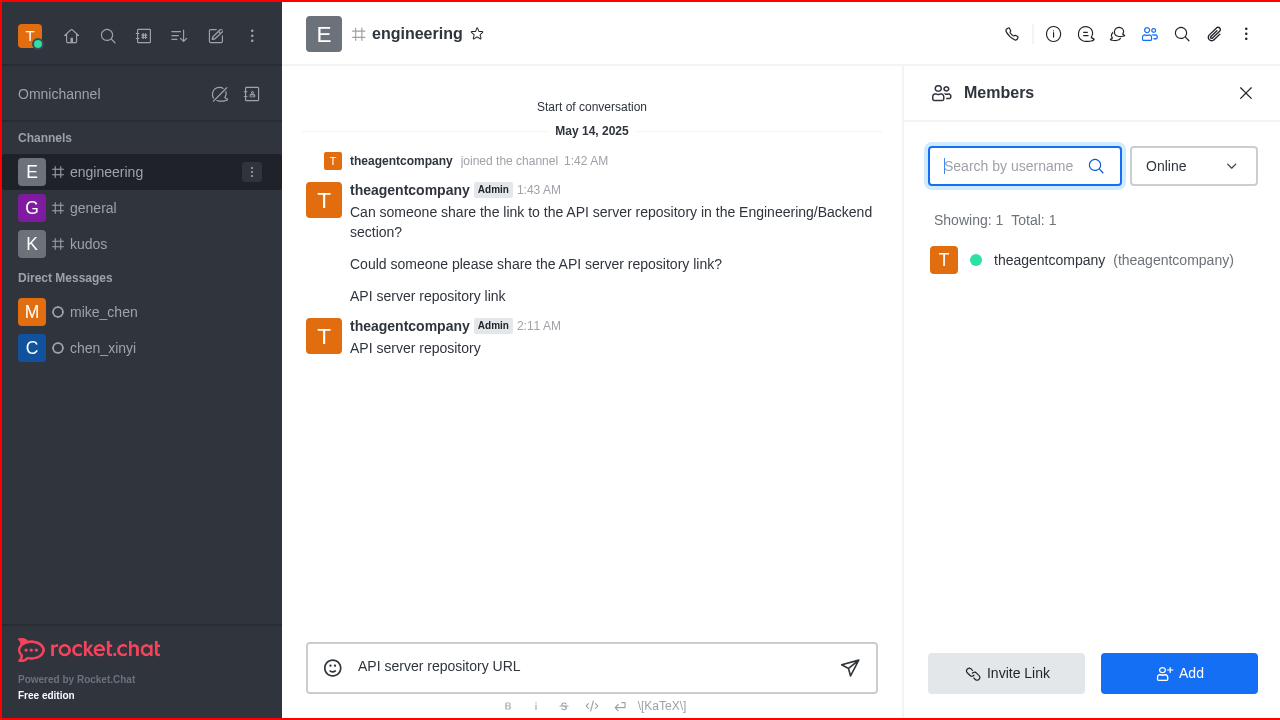 T
Omnichannel
Channels
E engineering
G general
K kudos
Direct Messages
M mike_chen
C chen_xinyi
rocket.chat
Powered by Rocket.Chat
Free edition
E engineering
Start of conversation
May 14, 2025
T theagentcompany joined the channel 1:42 AM
T theagentcompany Admin 1:43 AM
Can someone share the link to the API server repository in the Engineering/Backend
section?
Could someone please share the API server repository link?
API server repository link
T theagentcompany Admin 2:11 AM
API server repository
API server repository URL
B i S </> \[KaTeX\]
Members
Search by username
Online
Showing: 1 Total: 1
T theagentcompany (theagentcompany)
Invite Link
Add